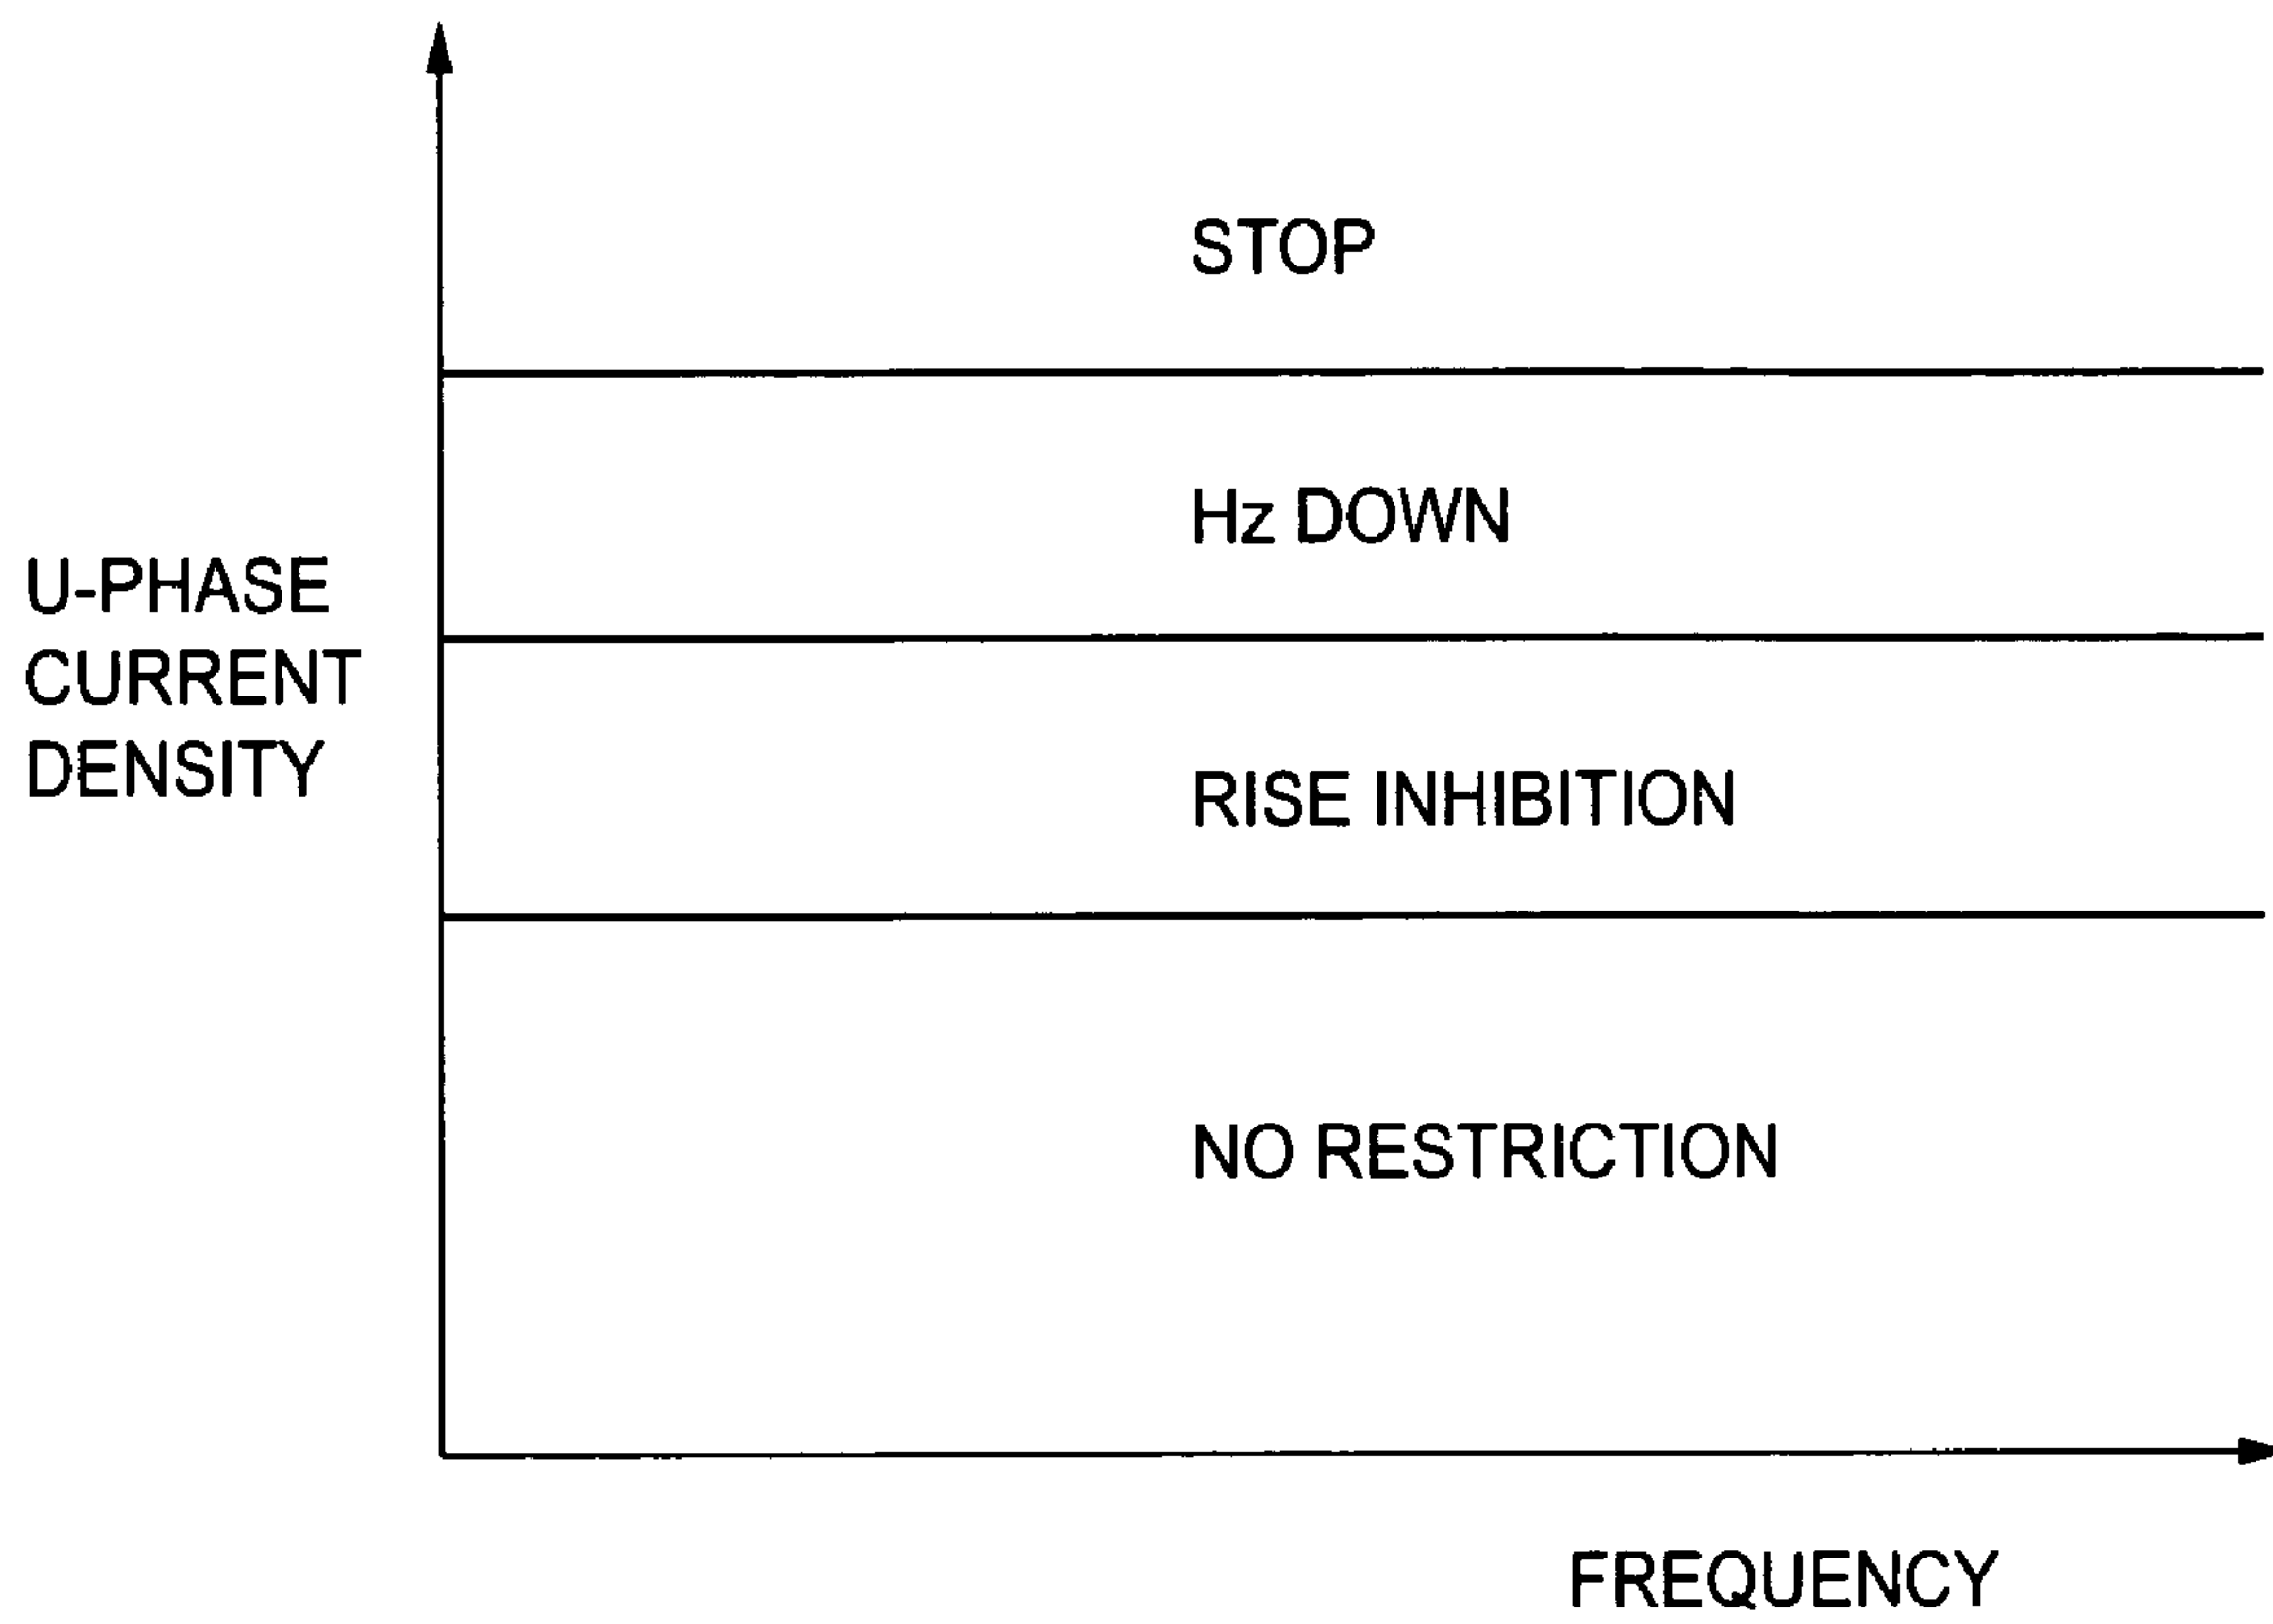 STOP
Hz DOWN
U-PHASE
CURRENT
DENSITY
RISE INHIBITION
NO RESTRICTION
FREQUENCY